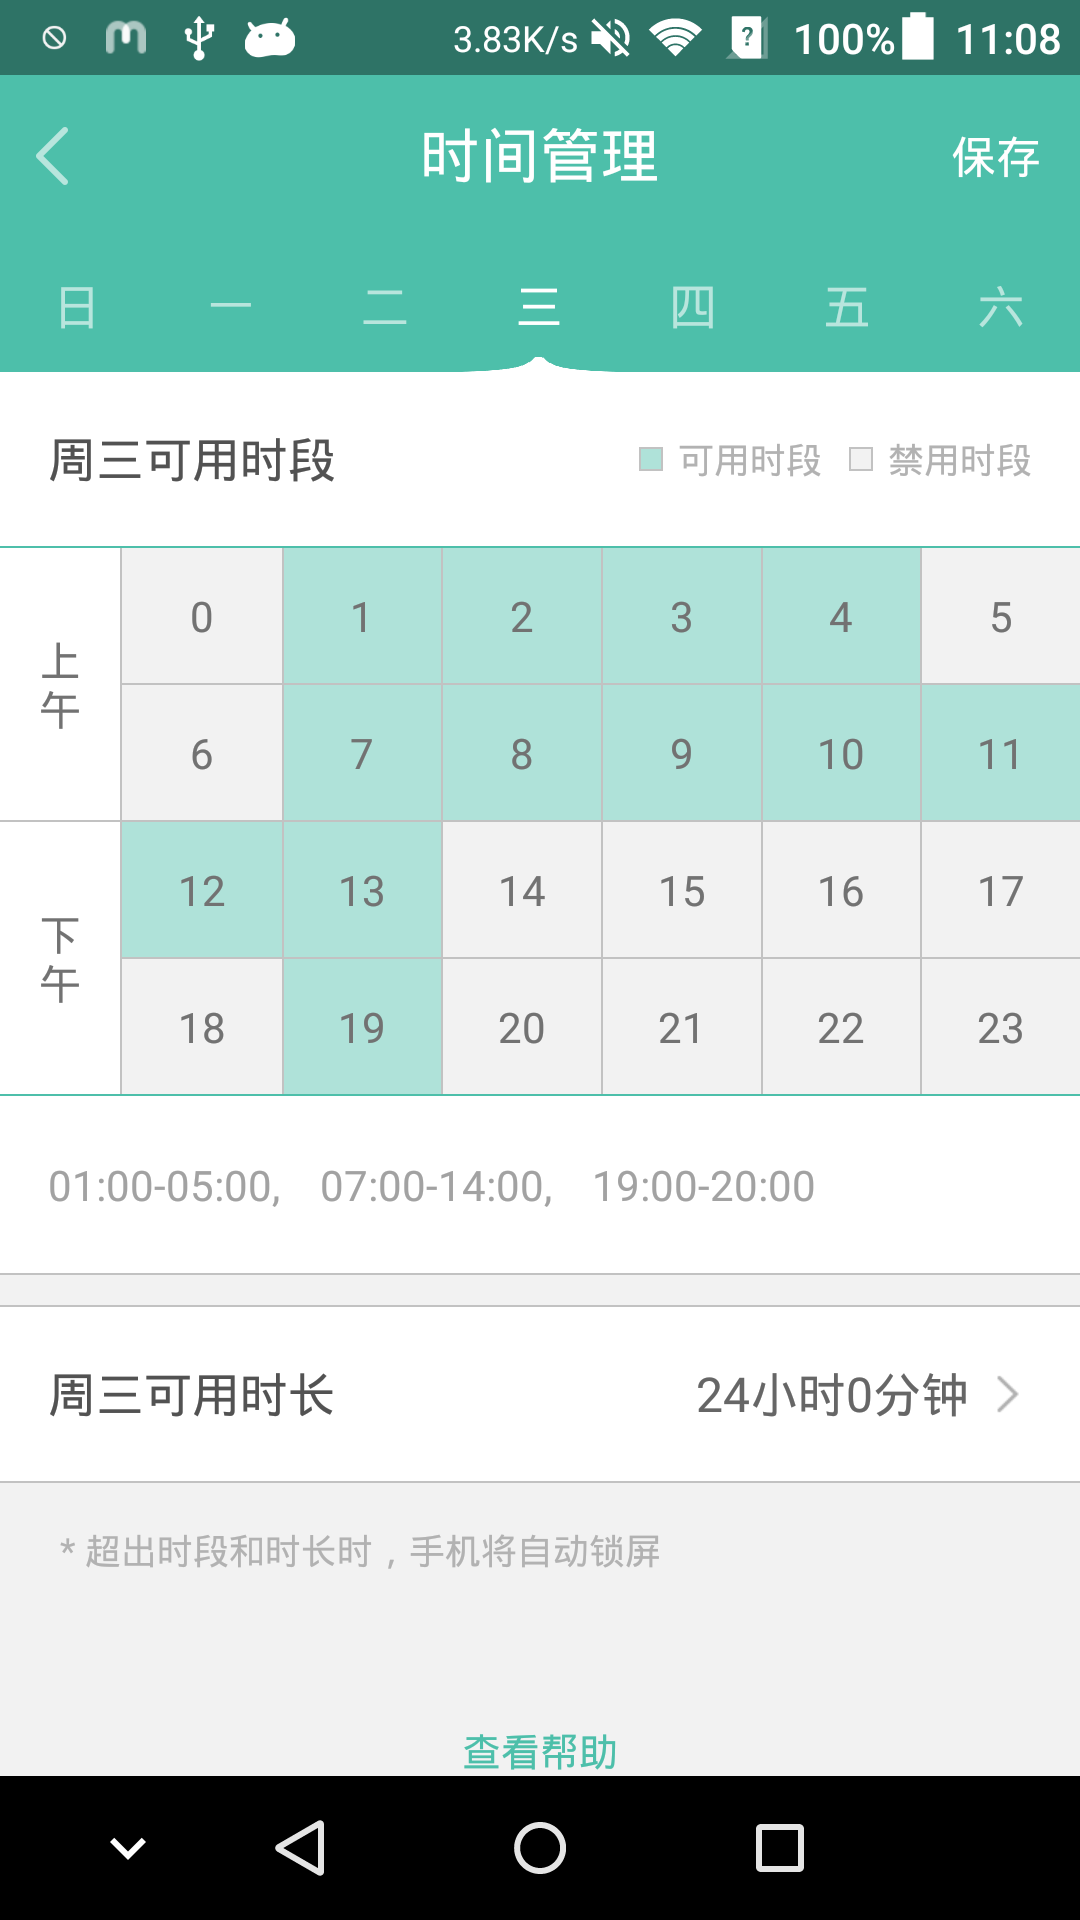 3.83K/s 100% 11:08
时间管理 保存
日 一 二 三 四 五 六
周三可用时段 可用时段 禁用时段
上午 0 1 2 3 4 5
6 7 8 9 10 11
下午 12 13 14 15 16 17
18 19 20 21 22 23
01:00-05:00, 07:00-14:00, 19:00-20:00
周三可用时长 24小时0分钟
* 超出时段和时长时，手机将自动锁屏
查看帮助